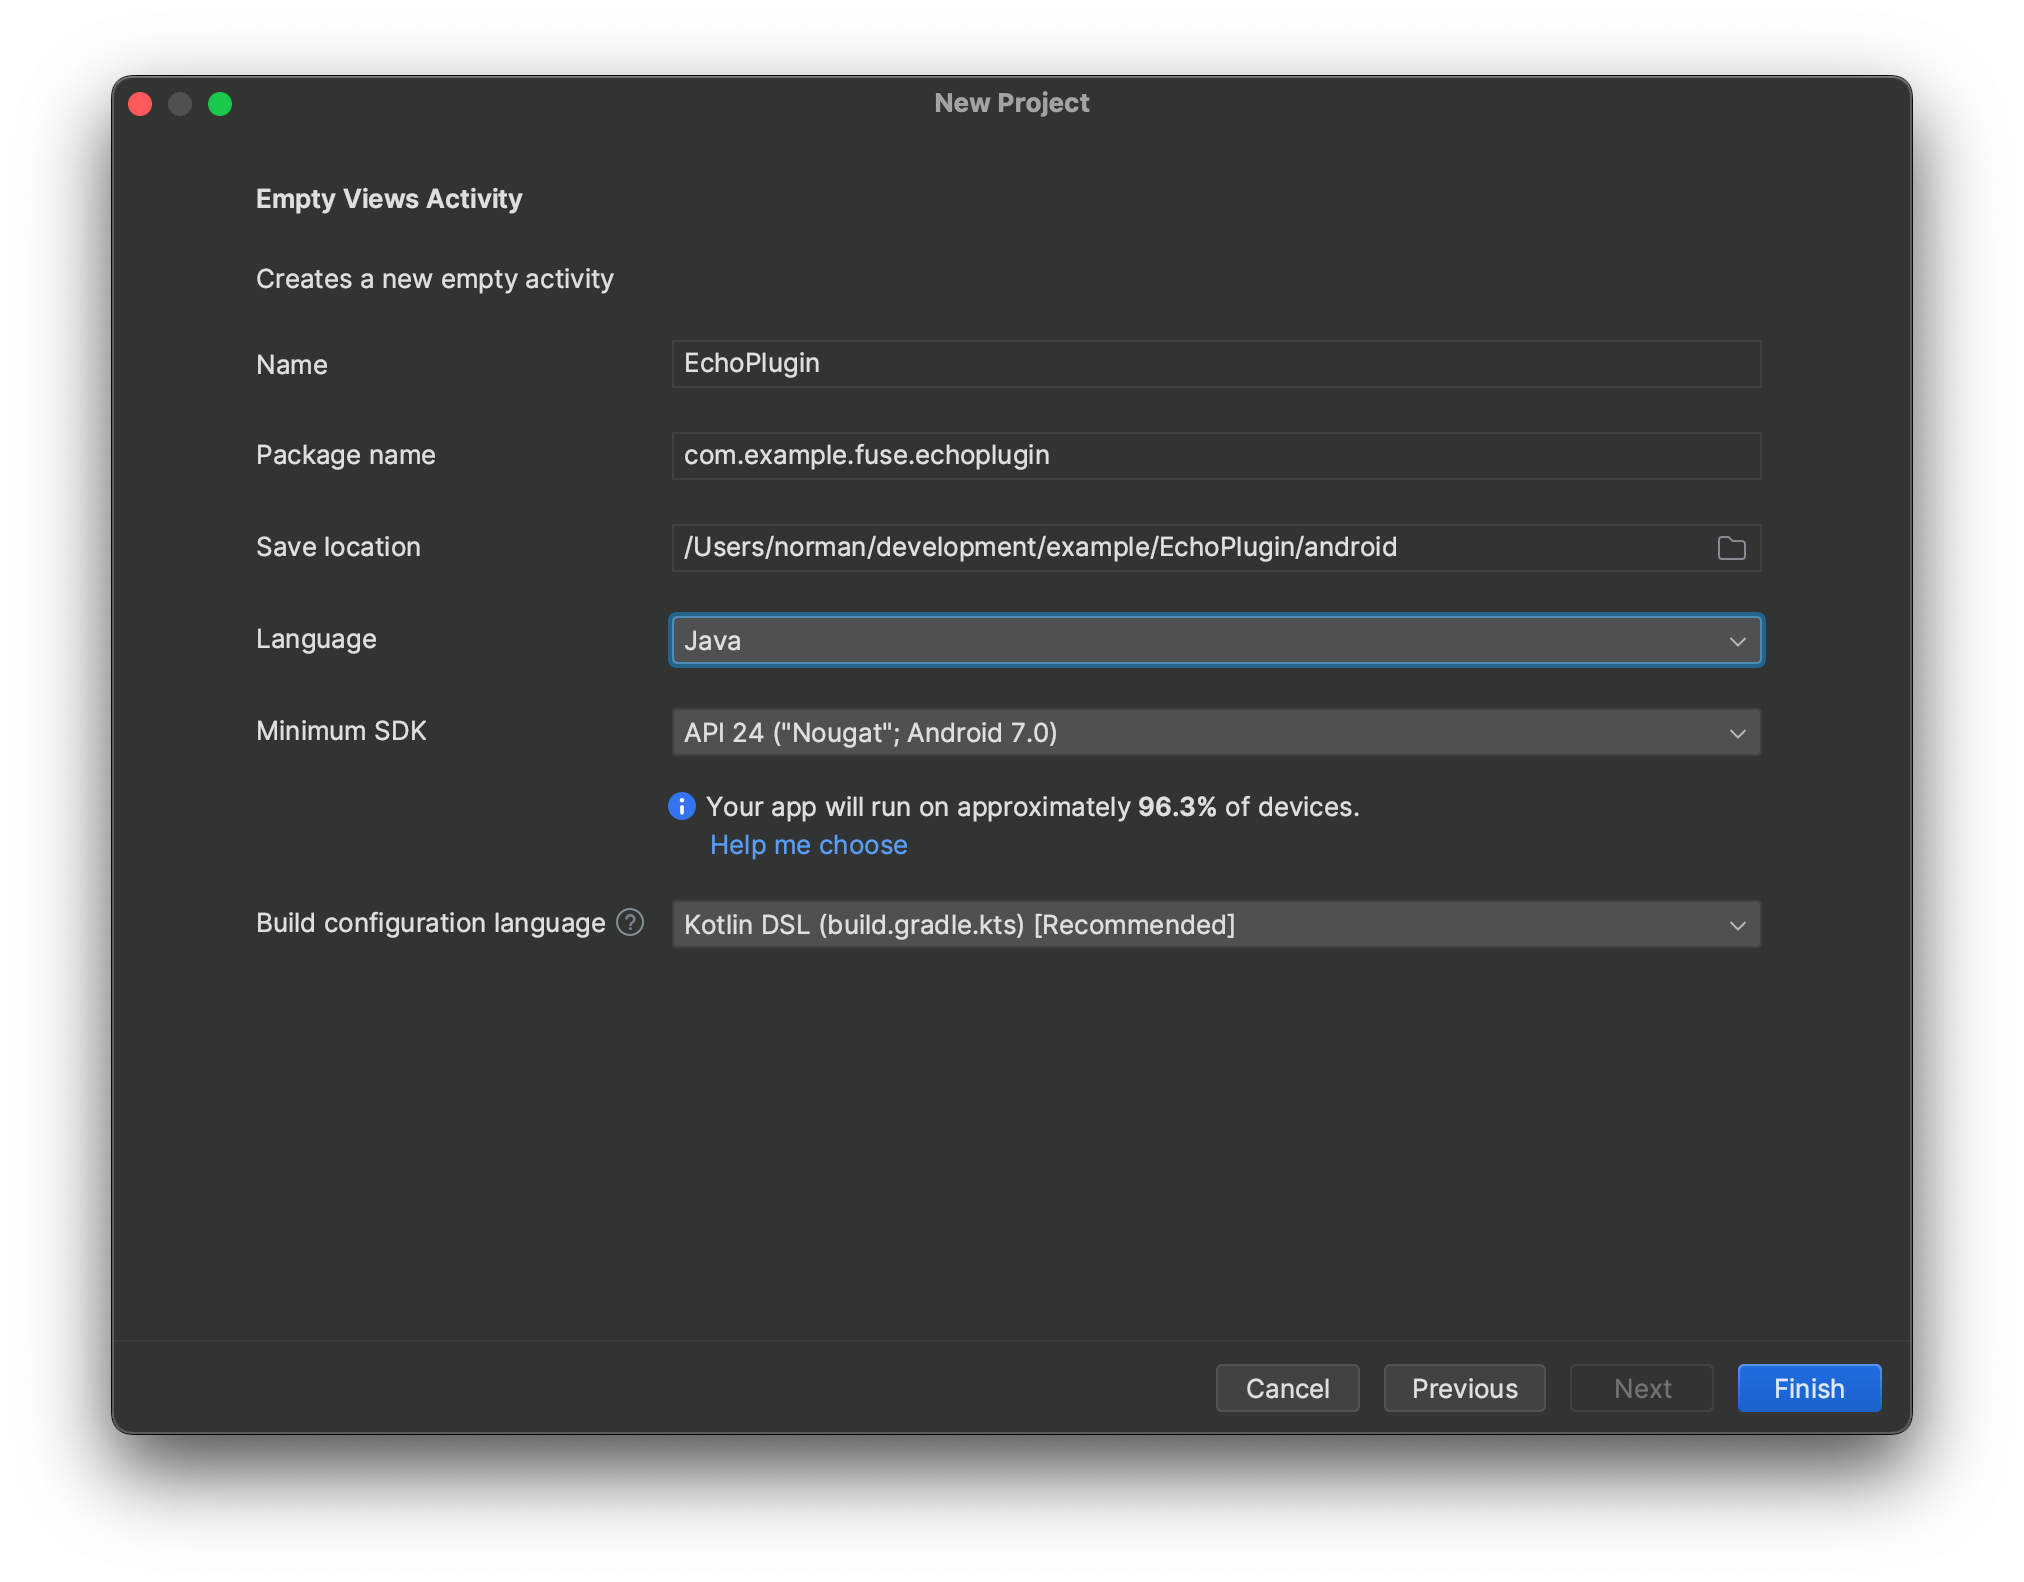 New Project
Empty Views Activity
Creates a new empty activity
Name EchoPlugin
Package name com.example.fuse.echoplugin
Save location /Users/norman/development/example/EchoPlugin/android
Language Java
Minimum SDK API 24 ("Nougat"; Android 7.0)
Your app will run on approximately 96.3% of devices.
Help me choose
Build configuration language ? Kotlin DSL (build.gradle.kts) [Recommended]
Cancel Previous Next Finish